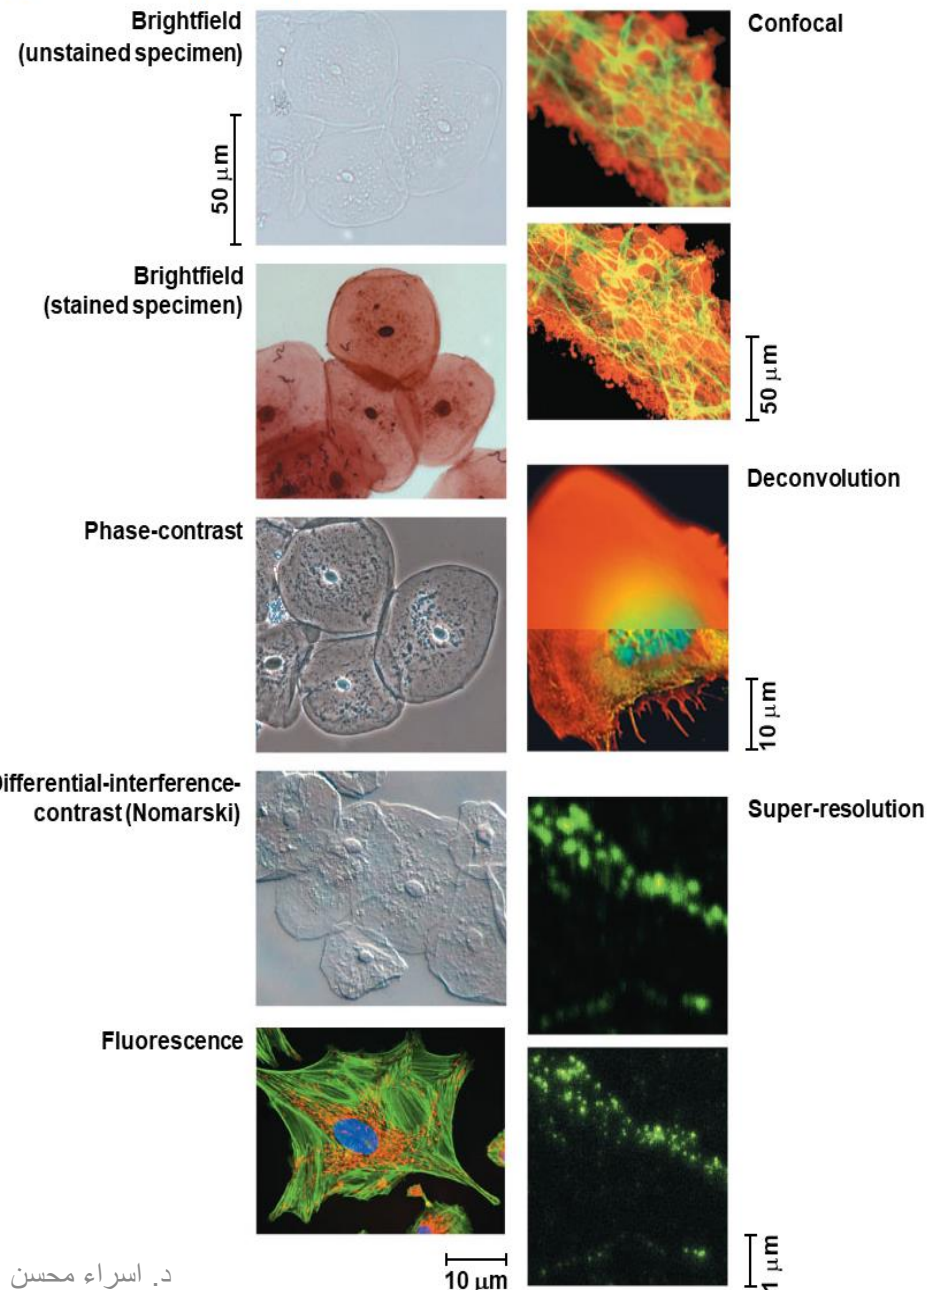 Brightfield
(unstained specimen)
50 μm
Brightfield
(stained specimen)
Phase-contrast
Differential-interference-
contrast (Nomarski)
Fluorescence
10 μm
Confocal
50 μm
Deconvolution
10 μm
Super-resolution
1 μm
د. اسراء محسن